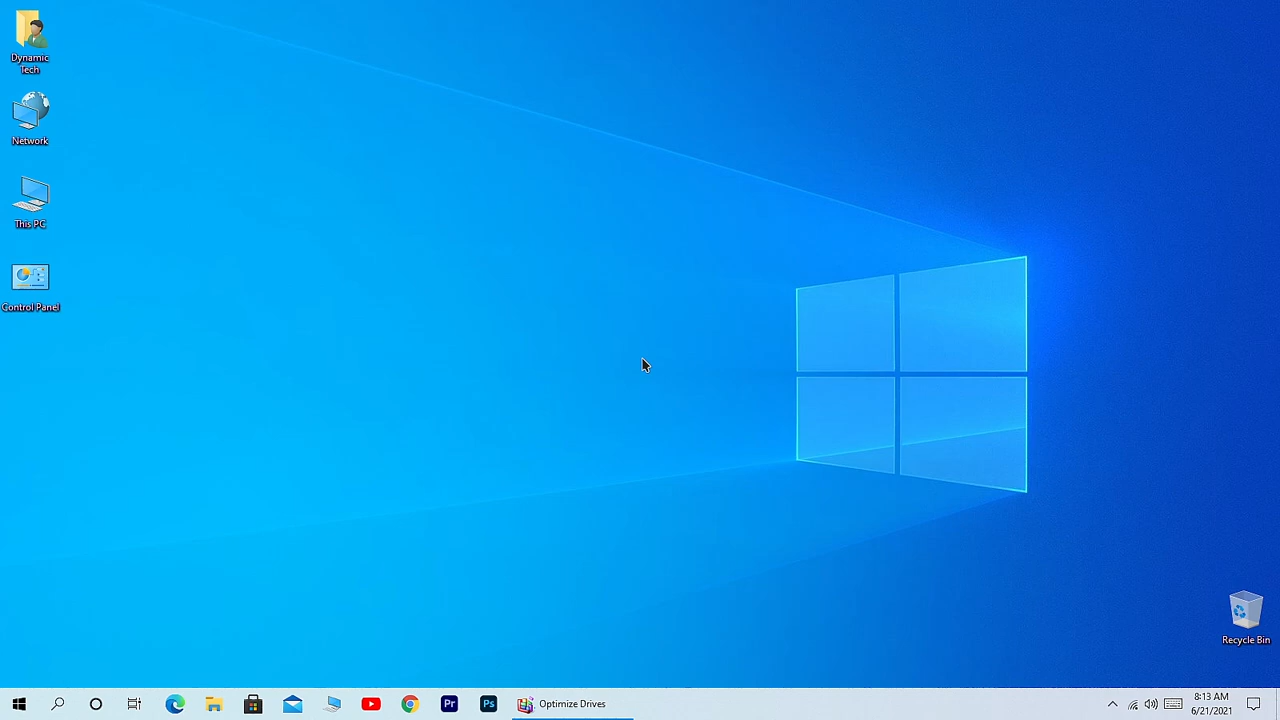 Dynamic
Tech
Network
This PC
Control Panel
Recycle Bin
Pr
Ps
Optimize Drives
8:13 AM
6/21/2021